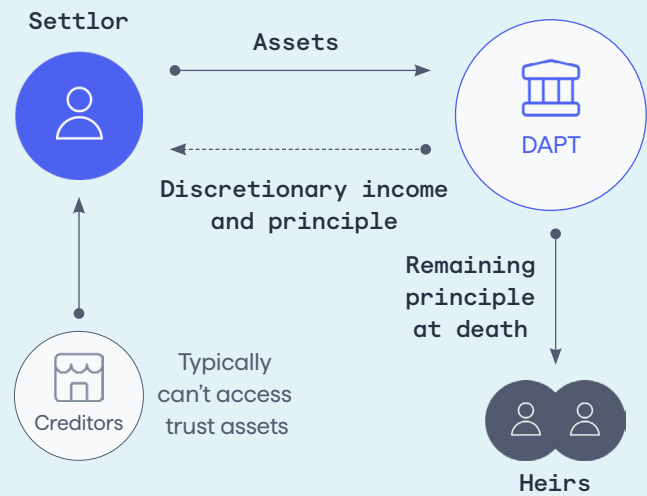 Settlor
Assets
DAPT
Discretionary income
and principle
Remaining
principle
at death
Creditors
Typically
can't access
trust assets
Heirs